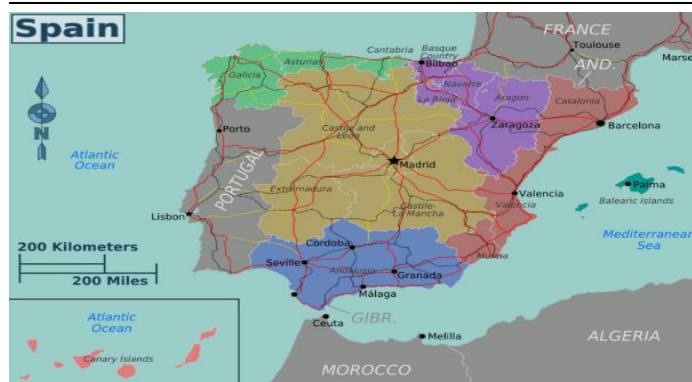 Spain
FRANCE
Toulouse
Marse
AND.
Cantabria
Basque
Country
Bilbao
Asturias
Galicia
Navarre
La Rioja
Aragon
Catalonia
Zaragoza
Barcelona
N
Porto
Castile and
León
Atlantic
Ocean
Madrid
PORTUGAL
Palma
Balearic Islands
Extremadura
Valencia
Valencia
Castile-
La Mancha
Lisbon
Mediterranean
Sea
200 Kilometers
200 Miles
Córdoba
Murcia
Seville
Andalusia
Granada
Málaga
GIBR.
Ceuta
Melilla
ALGERIA
MOROCCO
Atlantic
Ocean
Canary Islands